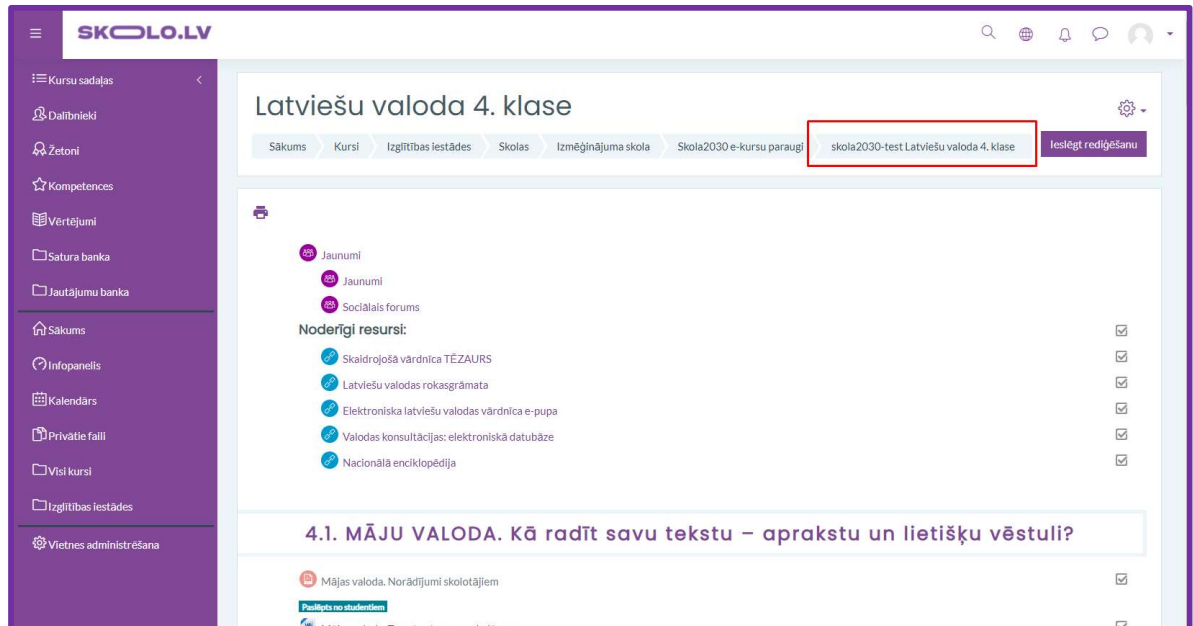 SKOLO.LV
Kursu sadaļas
Dalībnieki
Žetoni
Kompetences
Vērtējumi
Satura banka
Jautājumu banka
Sākums
Infopanelis
Kalendārs
Privātie faili
Visi kursi
Izglītības iestādes
Vietnes administrēšana
Latviešu valoda 4. klase
Sākums Kursi Izglītības iestādes Skolas Izmēģinājuma skola Skola2030 e-kursu paraugi skola2030-test Latviešu valoda 4. klase Ieslēgt rediģēšanu
Jaunumi
Jaunumi
Sociālais forums
Noderīgi resursi:
Skaidrojošā vārdnīca TĒZAURS
Latviešu valodas rokasgrāmata
Elektroniska latviešu valodas vārdnīca e-pupa
Valodas konsultācijas: elektroniskā datubāze
Nacionālā enciklopēdija
4.1. MĀJU VALODA. Kā radīt savu tekstu – aprakstu un lietišķu vēstuli?
Mājas valoda. Norādījumi skolotājiem
Paslēpts no studentiem